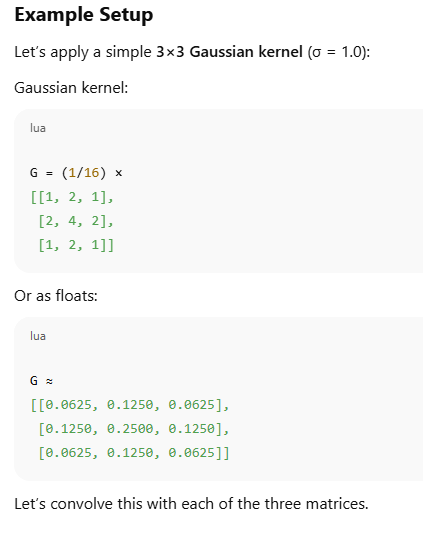 Example Setup
Let's apply a simple 3×3 Gaussian kernel (σ = 1.0):
Gaussian kernel:
lua
G = (1/16) ×
[[1, 2, 1],
[2, 4, 2],
[1, 2, 1]]
Or as floats:
lua
G ≈
[[0.0625, 0.1250, 0.0625],
[0.1250, 0.2500, 0.1250],
[0.0625, 0.1250, 0.0625]]
Let's convolve this with each of the three matrices.